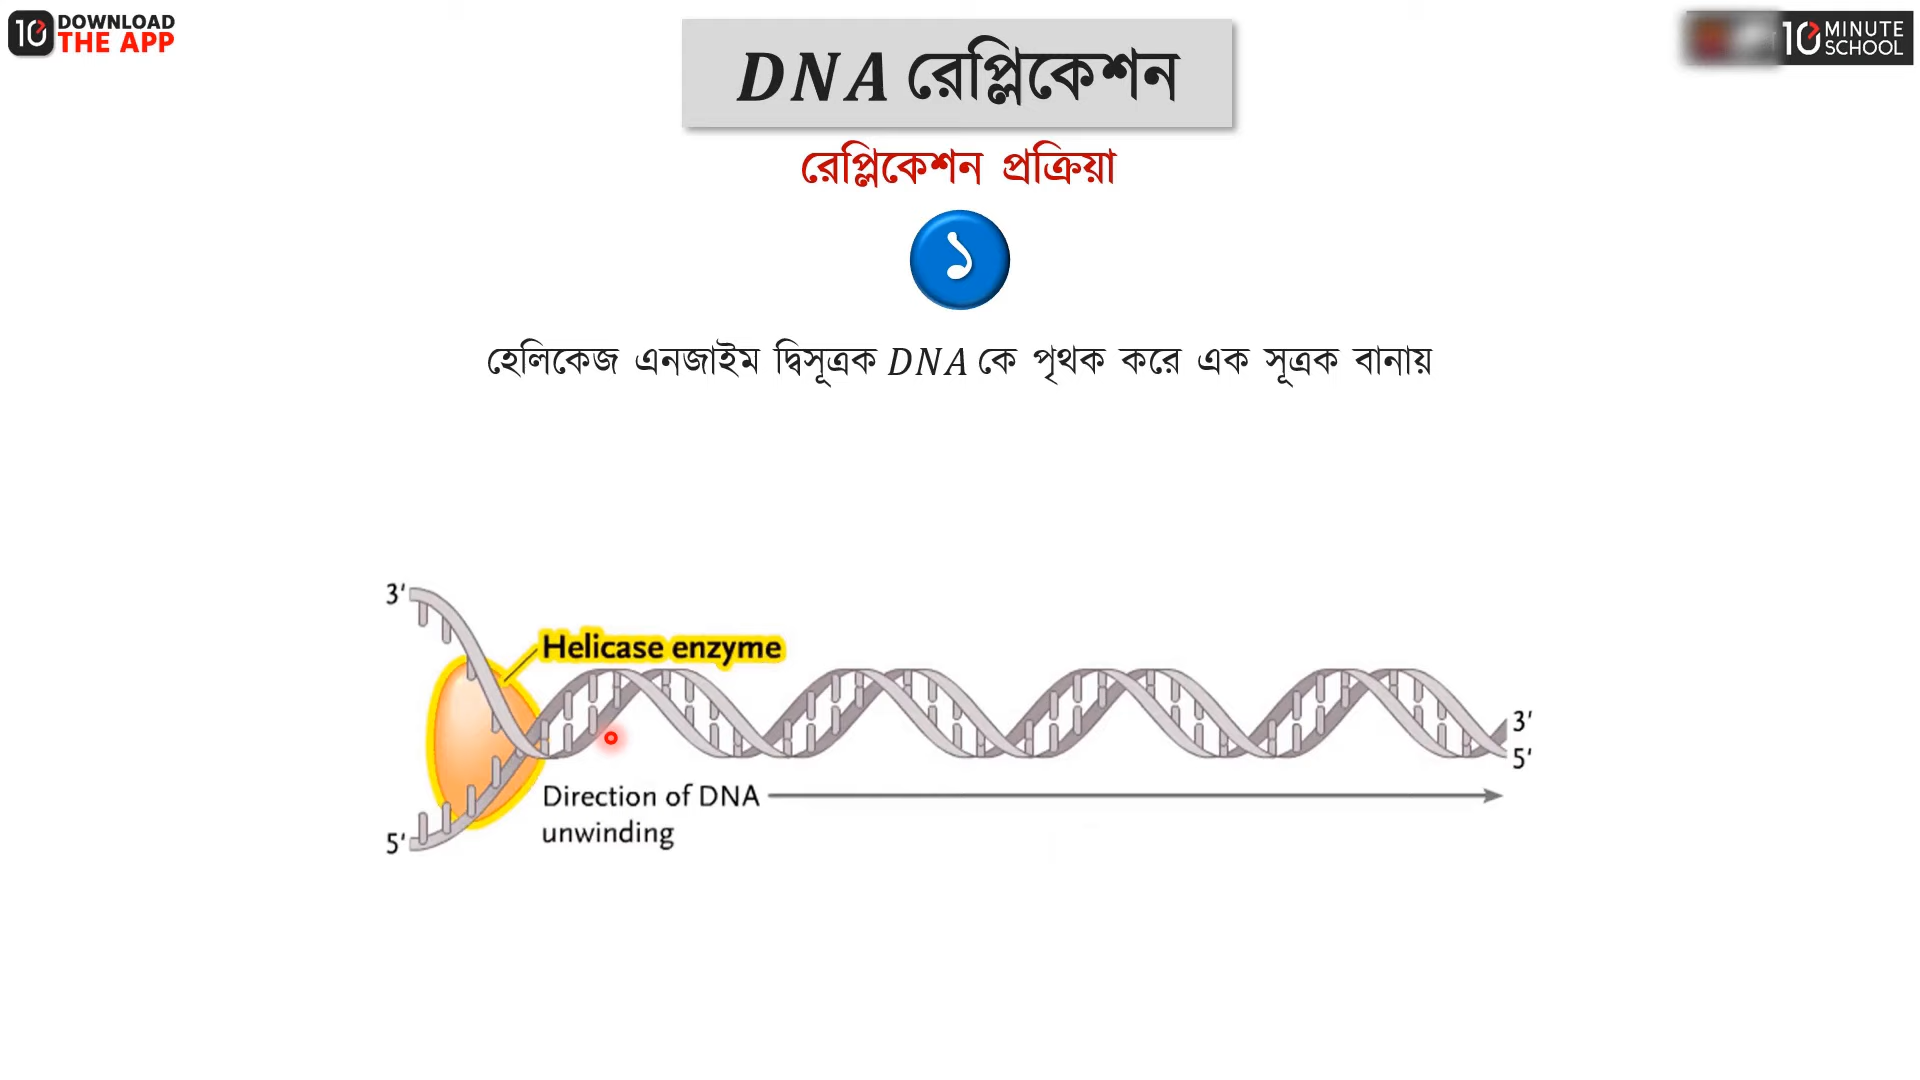 10 DOWNLOAD
THE APP
10 MINUTE
SCHOOL
DNA রেপ্লিকেশন
রেপ্লিকেশন প্রক্রিয়া
১
হেলিকেজ এনজাইম দ্বিসূত্রক DNA কে পৃথক করে এক সূত্রক বানায়
3'
Helicase enzyme
3'
5'
Direction of DNA
unwinding
5'